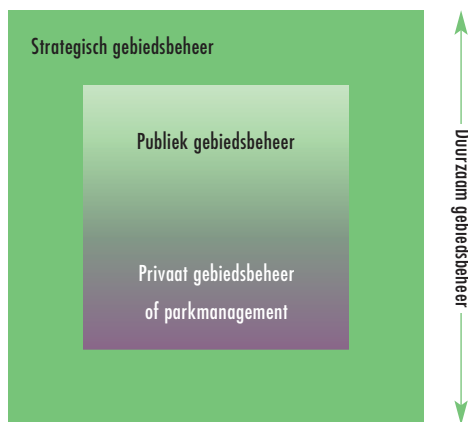 Strategisch gebiedsbeheer
Publiek gebiedsbeheer
Privaat gebiedsbeheer
of parkmanagement
Duurzaam gebiedsbeheer